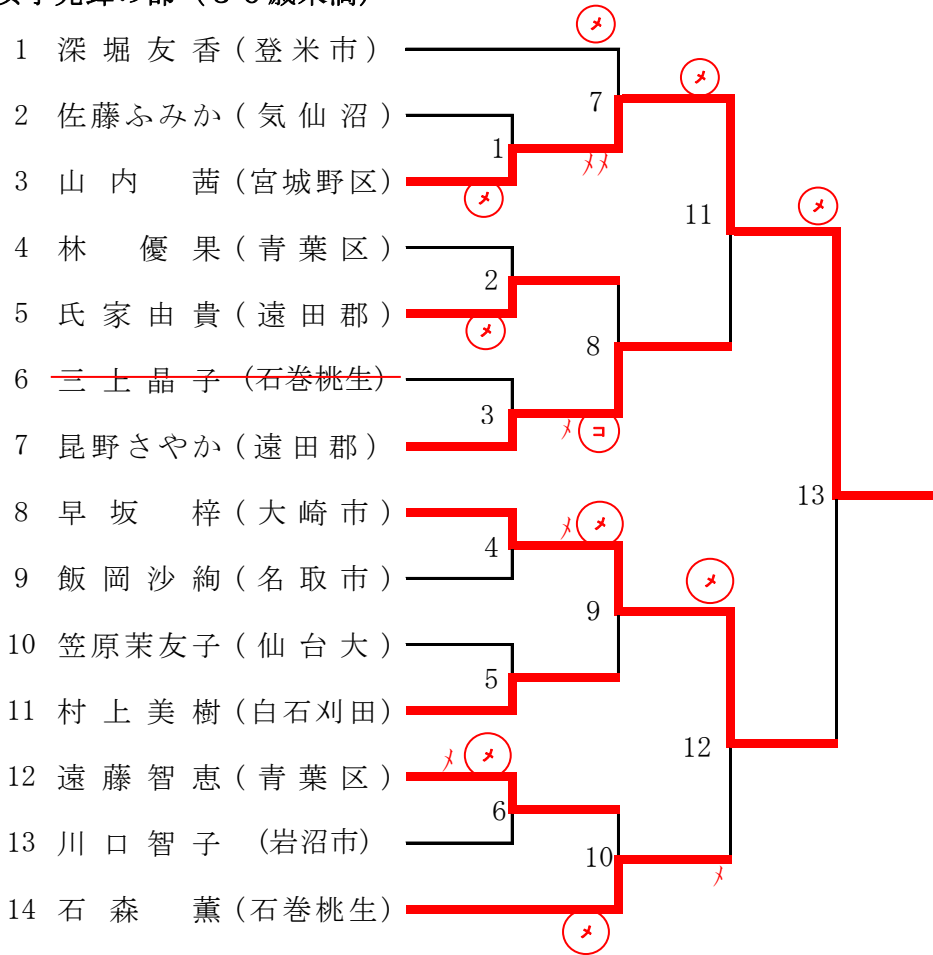 1 深堀友香(登米市)
2 佐藤ふみか(気仙沼)
3 山内 茜(宮城野区)
4 林 優果(青葉区)
5 氏家由貴(遠田郡)
6 三上晶子(石巻桃生)
7 昆野さやか(遠田郡)
8 早坂 梓(大崎市)
9 飯岡沙絢(名取市)
10 笠原茉友子(仙台大)
11 村上美樹(白石刈田)
12 遠藤智恵(青葉区)
13 川口智子(岩沼市)
14 石森 薫(石巻桃生)
1
2
3
4
5
6
7
8
9
10
11
12
13
メ
メ
メメ
メ
メ
メ
メ コ
メ メ
メ
メ メ
メ
メ